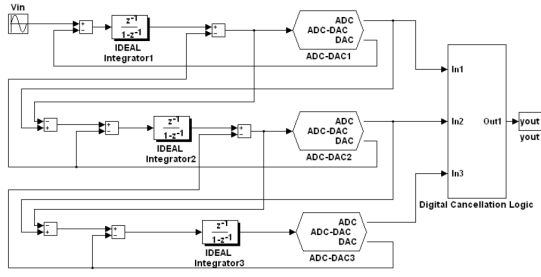 Vin
+
-
z-1
1-z-1
IDEAL
Integrator1
+
-
ADC
ADC-DAC
DAC
ADC-DAC1
In1
-
+
+
-
z-1
1-z-1
IDEAL
Integrator2
+
-
ADC
ADC-DAC
DAC
ADC-DAC2
In2
Out1
yout
yout
In3
Digital Cancellation Logic
-
+
+
-
z-1
1-z-1
IDEAL
Integrator3
ADC
ADC-DAC
DAC
ADC-DAC3